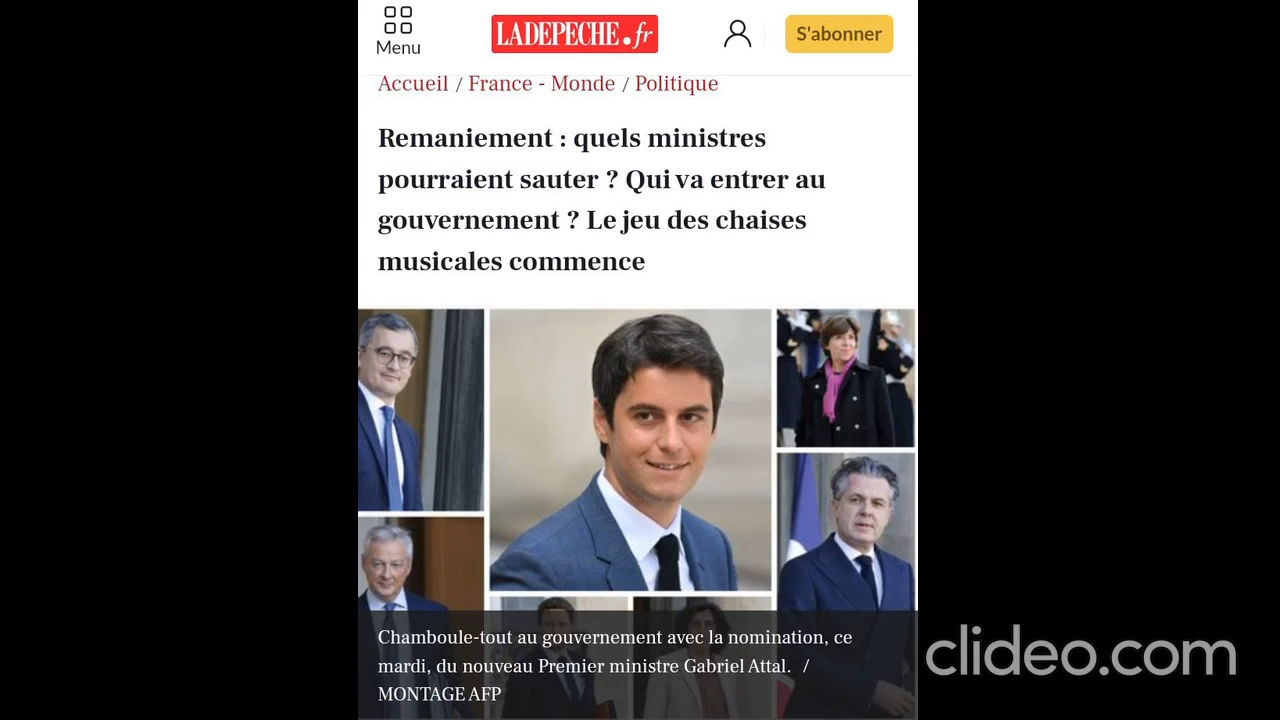 Menu
LADEPECHE.fr
S'abonner
Accueil / France - Monde / Politique
Remaniement : quels ministres
pourraient sauter ? Qui va entrer au
gouvernement ? Le jeu des chaises
musicales commence
Chamboule-tout au gouvernement avec la nomination, ce
mardi, du nouveau Premier ministre Gabriel Attal. /
MONTAGE AFP
clideo.com